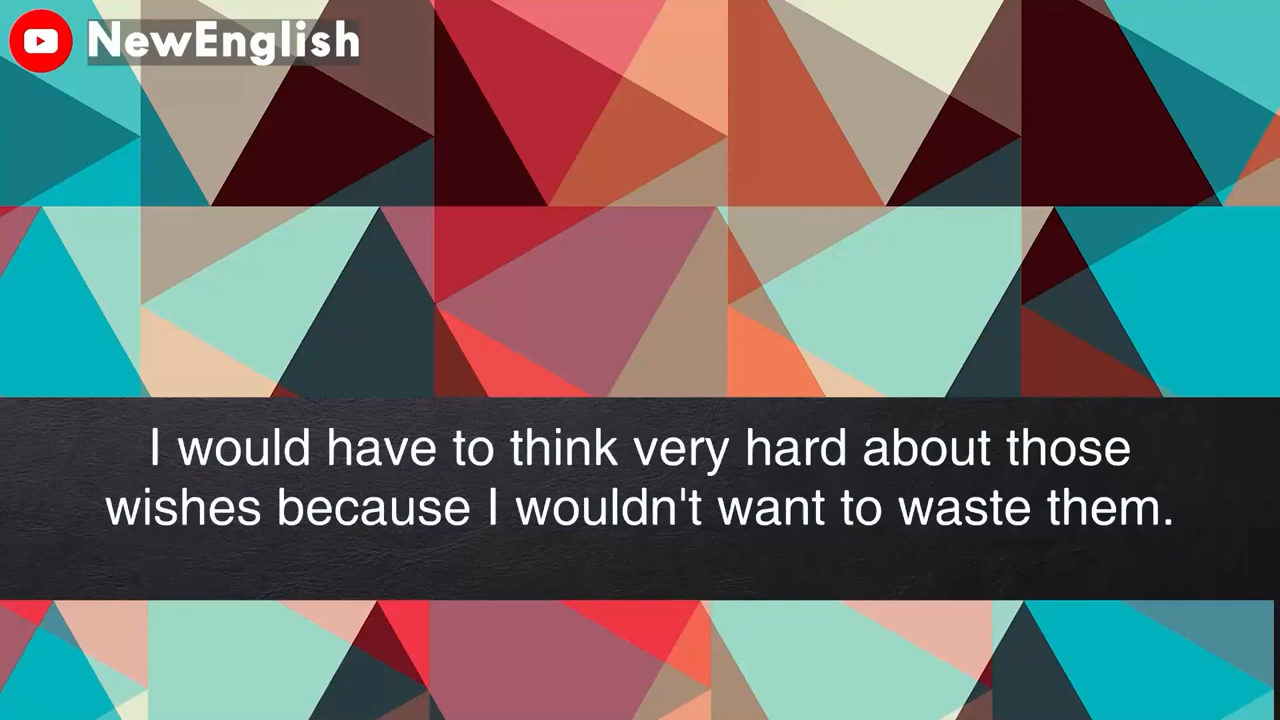 NewEnglish
I would have to think very hard about those
wishes because I wouldn't want to waste them.